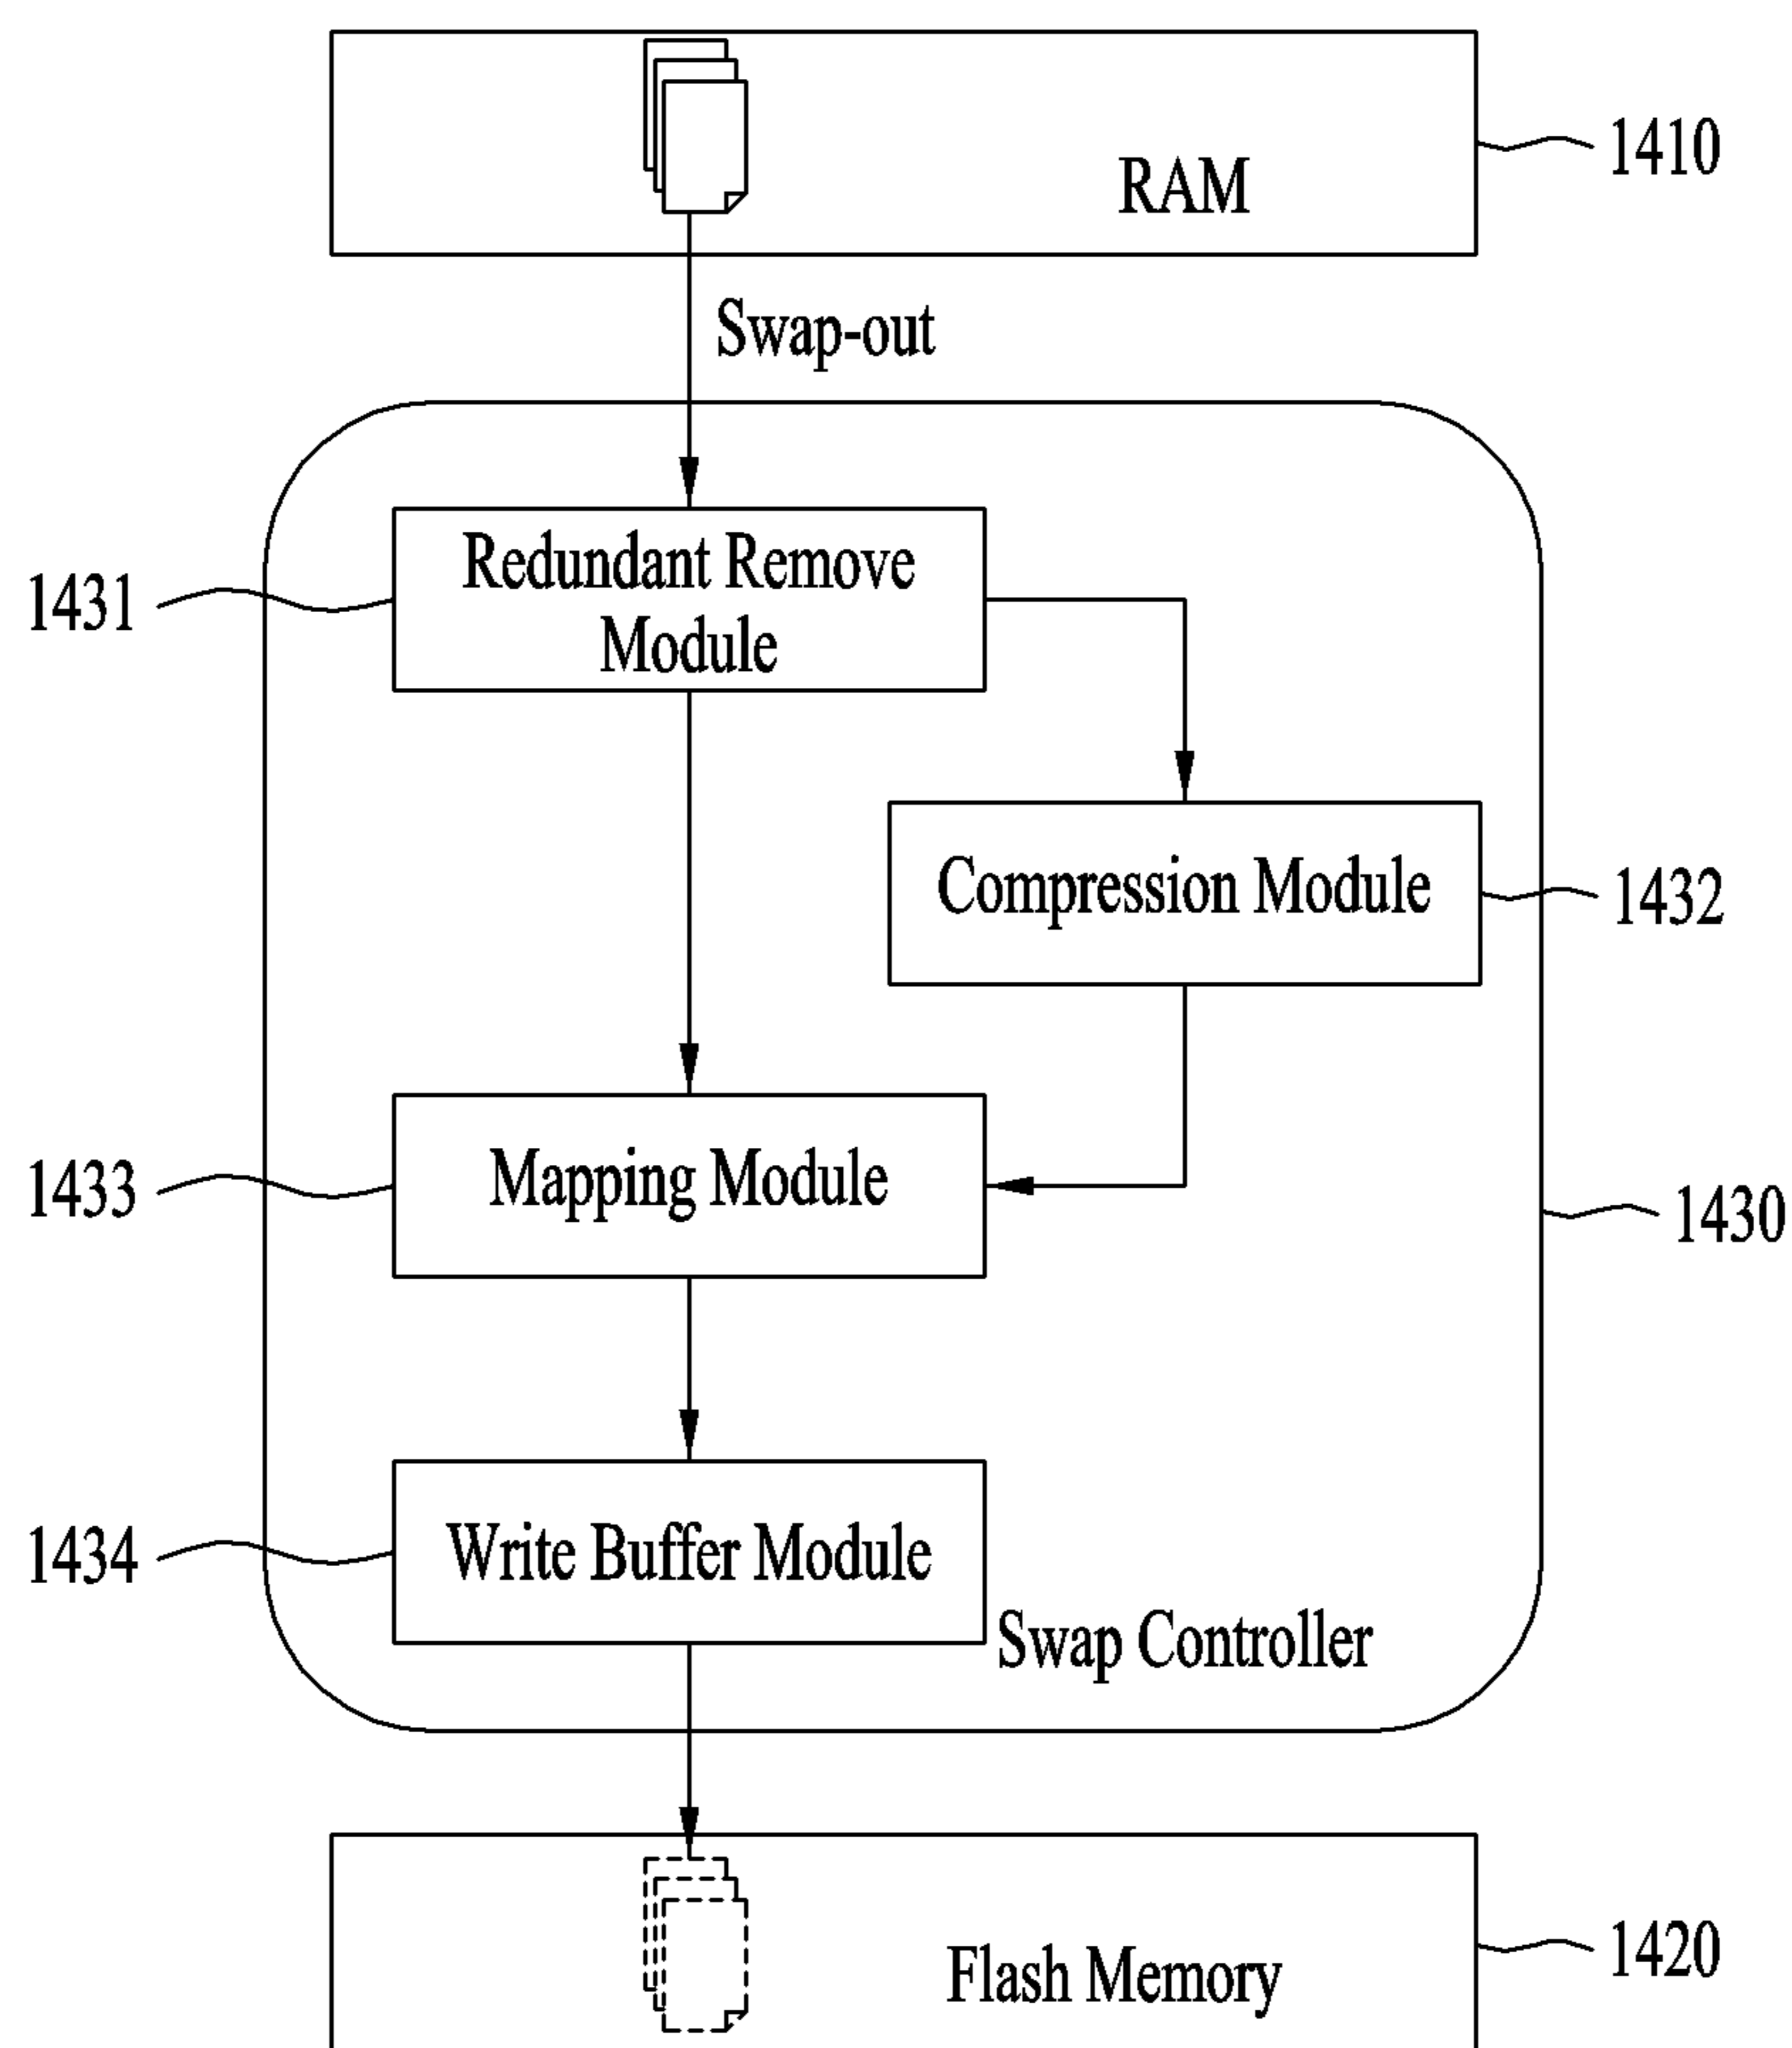 RAM
1410
Swap-out
1431
Redundant Remove
Module
Compression Module
1432
1433
Mapping Module
1430
1434
Write Buffer Module
Swap Controller
Flash Memory
1420